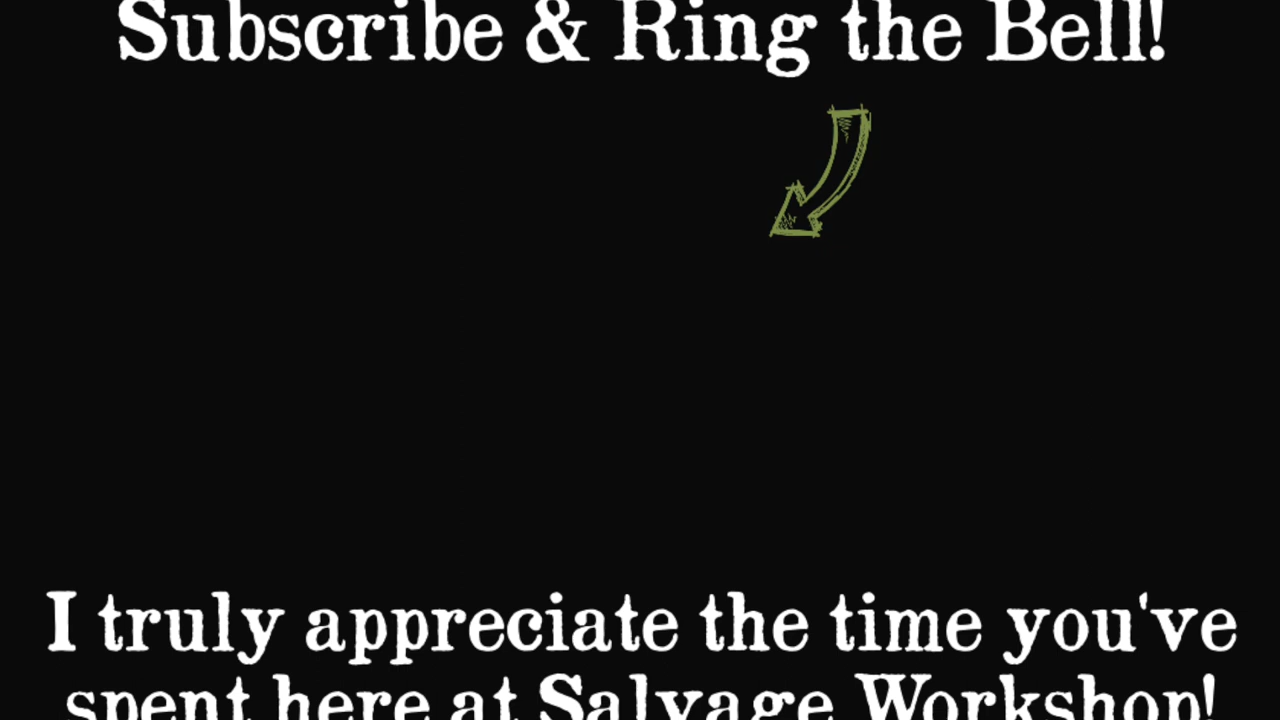 Subscribe & Ring the Bell!
I truly appreciate the time you've
spent here at Salvage Workshop!